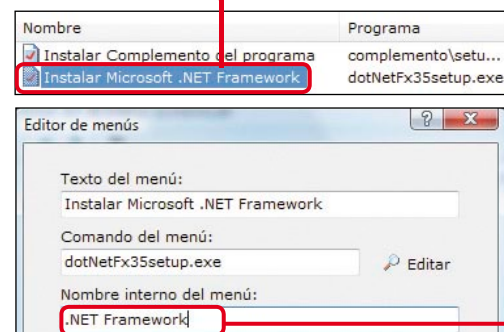 Nombre Programa
Instalar Complemento del programa complemento\setu...
Instalar Microsoft .NET Framework dotNetFx35setup.exe
Editor de menús ? X
Texto del menú:
Instalar Microsoft .NET Framework
Comando del menú:
dotNetFx35setup.exe Editar
Nombre interno del menú:
.NET Framework